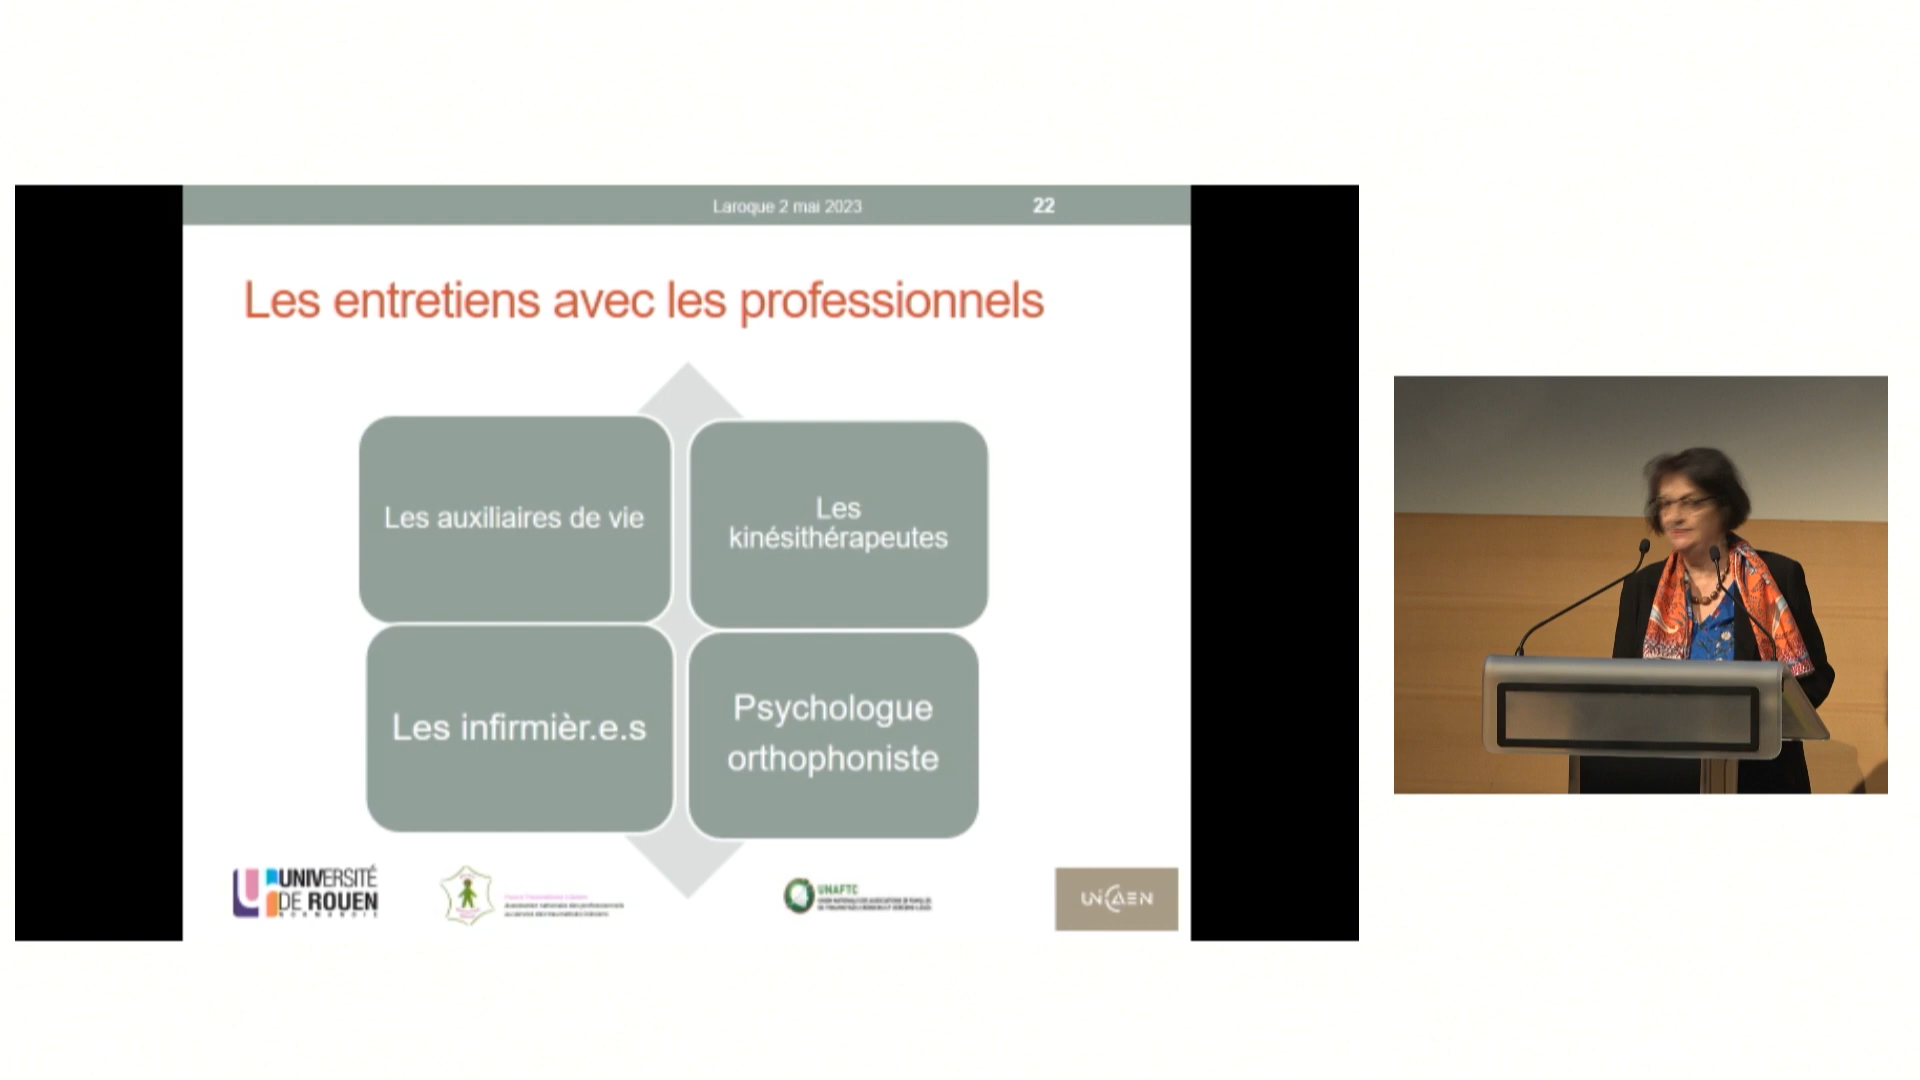 Laroque 2 mai 2023
22
Les entretiens avec les professionnels
Les auxiliaires de vie
Les
kinésithérapeutes
Les infirmièr.e.s
Psychologue
orthophoniste
UNIVERSITÉ
DE ROUEN
NORMANDIE
UNAFTC
UNICAEN